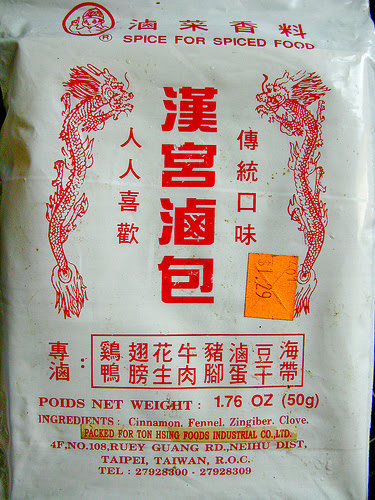 滷菜香料
® SPICE FOR SPICED FOOD
漢宮滷包
傳統口味
人人喜歡
$1.29
專滷：
鷄翅花牛豬滷豆海
鴨膀生肉腳蛋干帶
POIDS NET WEIGHT : 1.76 OZ (50g)
INGREDIENTS : Cinnamon. Fennel. Zingiber. Clove.
PACKED FOR TON HSING FOODS INDUSTRIAL CO.,LTD.
4F,NO.108,RUEY GUANG RD.,NEIHU DIST,
TAIPEI, TAIWAN, R.O.C.
TEL : 27928300 - 27928309